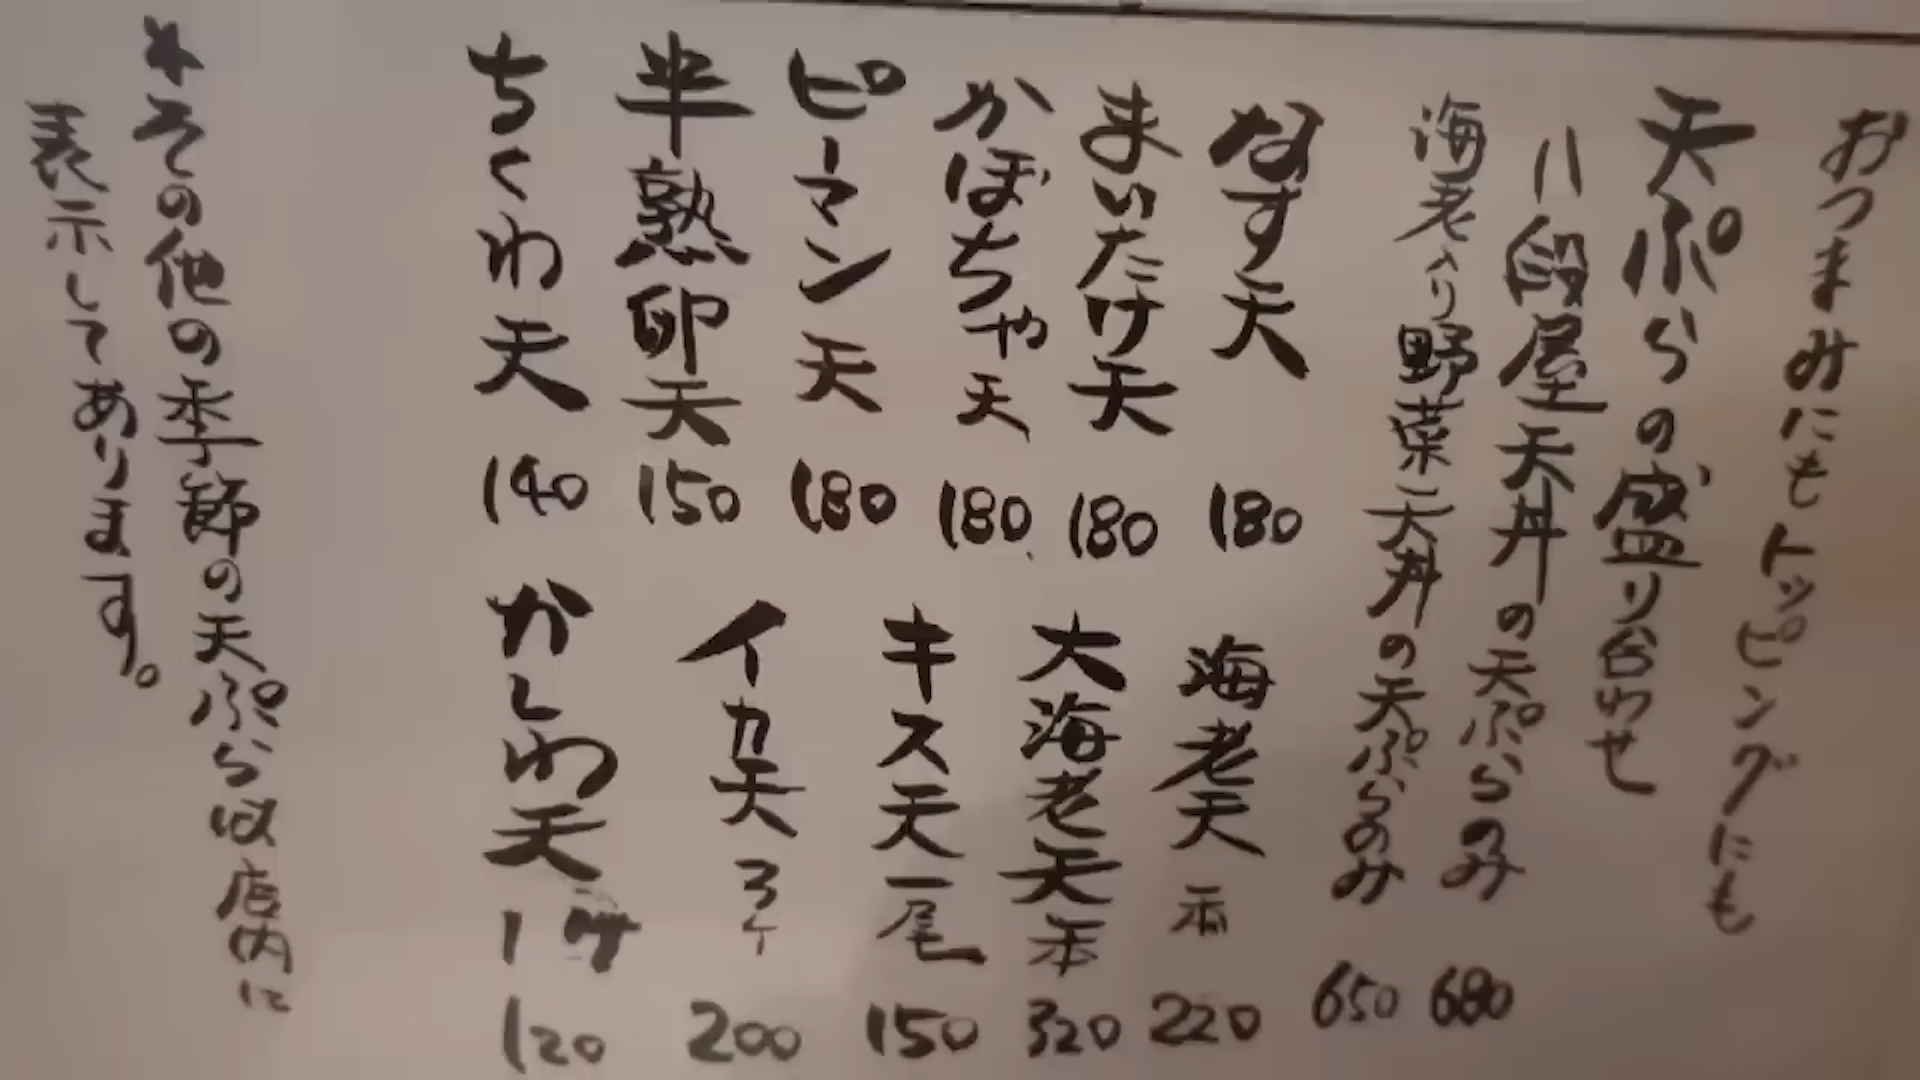 おつまみにもトッピングにも
天ぷらの盛り合わせ
八段屋天丼の天ぷらのみ 680
海老入り野菜天丼の天ぷらのみ 650
なす天 180
まいたけ天 180
かぼちゃ天 180
ピーマン天 180
半熟卵天 150
ちくわ天 140
海老天 一本 220
大海老天 一本 320
キス天 一尾 150
イカ天 3ケ 200
かしわ天 1ケ 120
*その他の季節の天ぷらは店内に
表示してあります。